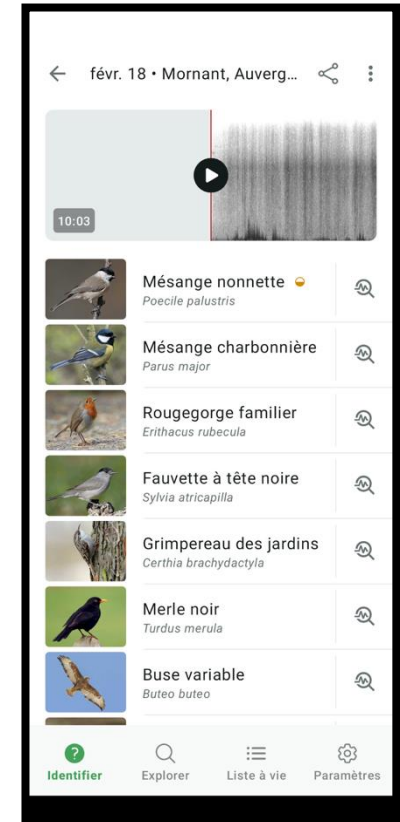 févr. 18 • Mornant, Auverg...
10:03
Mésange nonnette
Poecile palustris
Mésange charbonnière
Parus major
Rougegorge familier
Erithacus rubecula
Fauvette à tête noire
Sylvia atricapilla
Grimpereau des jardins
Certhia brachydactyla
Merle noir
Turdus merula
Buse variable
Buteo buteo
? 
Identifier Explorer Liste à vie Paramètres